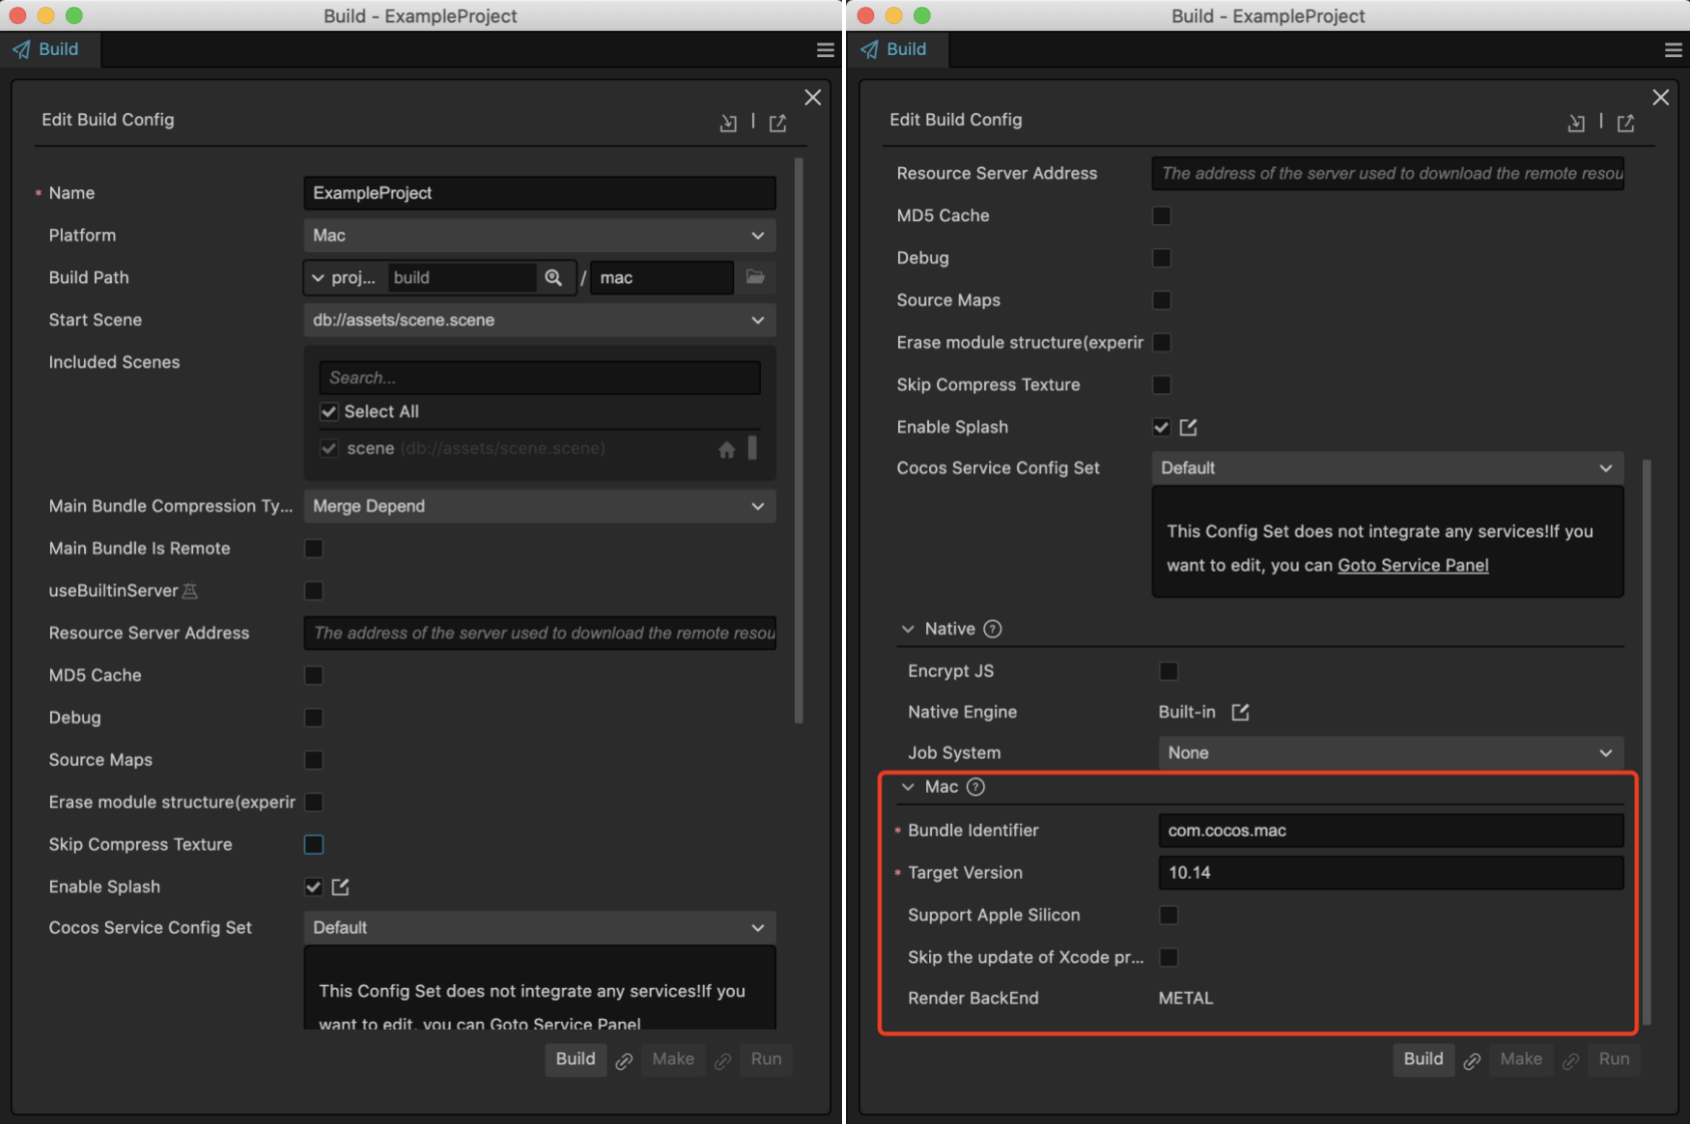 Build - ExampleProject
Build
Edit Build Config
* Name
ExampleProject
Platform
Mac
Build Path
proj...
build
/
mac
Start Scene
db://assets/scene.scene
Included Scenes
Search...
Select All
scene (db://assets/scene.scene)
Main Bundle Compression Ty...
Merge Depend
Main Bundle Is Remote
useBuiltinServer
Resource Server Address
The address of the server used to download the remote resou
MD5 Cache
Debug
Source Maps
Erase module structure(experir
Skip Compress Texture
Enable Splash
Cocos Service Config Set
Default
This Config Set does not integrate any services!If you
want to edit, you can Goto Service Panel
Build
Make
Run
Build - ExampleProject
Build
Edit Build Config
Resource Server Address
The address of the server used to download the remote resou
MD5 Cache
Debug
Source Maps
Erase module structure(experir
Skip Compress Texture
Enable Splash
Cocos Service Config Set
Default
This Config Set does not integrate any services!If you
want to edit, you can Goto Service Panel
Native ?
Encrypt JS
Native Engine
Built-in
Job System
None
Mac ?
* Bundle Identifier
com.cocos.mac
* Target Version
10.14
Support Apple Silicon
Skip the update of Xcode pr...
Render BackEnd
METAL
Build
Make
Run